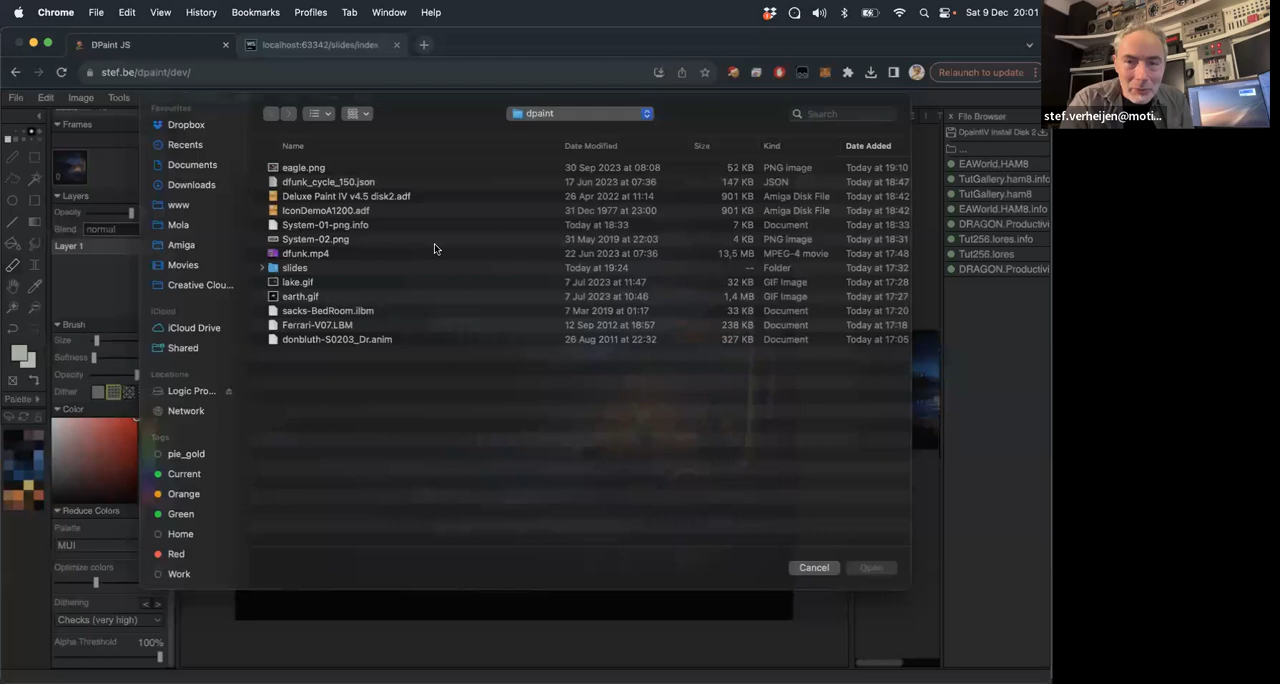 Chrome File Edit View History Bookmarks Profiles Tab Window Help Sat 9 Dec 20:01
DPaint JS localhost:63342/slides/index
stef.be/dpaint/dev/ Relaunch to update
stef.verheijen@moti...
File Edit Image Tools
Frames
0
Layers
Opacity
Blend normal
Layer 1
Brush
Size
Softness
Opacity
Dither
Palette
Color
Reduce Colors
Palette
MUI
Optimize colors
Dithering < >
Checks (very high)
Alpha Threshold 100%
Favourites
Dropbox
Recents
Documents
Downloads
www
Mola
Amiga
Movies
Creative Clou...
iCloud
iCloud Drive
Shared
Locations
Logic Pro...
Network
Tags
pie_gold
Current
Orange
Green
Home
Red
Work
dpaint Search
Name Date Modified Size Kind Date Added
eagle.png 30 Sep 2023 at 08:08 52 KB PNG image Today at 19:10
dfunk_cycle_150.json 17 Jun 2023 at 07:36 147 KB JSON Today at 18:47
Deluxe Paint IV v4.5 disk2.adf 26 Apr 2022 at 11:14 901 KB Amiga Disk File Today at 18:42
IconDemoA1200.adf 31 Dec 1977 at 23:00 901 KB Amiga Disk File Today at 18:42
System-01-png.info Today at 18:33 7 KB Document Today at 18:33
System-02.png 31 May 2019 at 22:03 4 KB PNG image Today at 18:31
dfunk.mp4 22 Jun 2023 at 07:36 13,5 MB MPEG-4 movie Today at 17:48
slides Today at 19:24 -- Folder Today at 17:32
lake.gif 7 Jul 2023 at 11:47 32 KB GIF Image Today at 17:28
earth.gif 7 Jul 2023 at 10:46 1,4 MB GIF Image Today at 17:27
sacks-BedRoom.ilbm 7 Mar 2019 at 01:17 33 KB Document Today at 17:20
Ferrari-V07.LBM 12 Sep 2012 at 18:57 238 KB Document Today at 17:18
donbluth-S0203_Dr.anim 26 Aug 2011 at 22:32 327 KB Document Today at 17:05
Cancel Open
File Browser
DpaintIV Install Disk 2
...
EAWorld.HAM8
TutGallery.ham8.info
TutGallery.ham8
EAWorld.HAM8.info
DRAGON.Productivi
Tut256.lores.info
Tut256.lores
DRAGON.Productivi